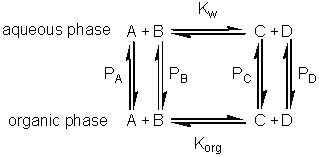 K_w
aqueous phase A + B C + D
P_A P_B P_C P_D
organic phase A + B C + D
K_org